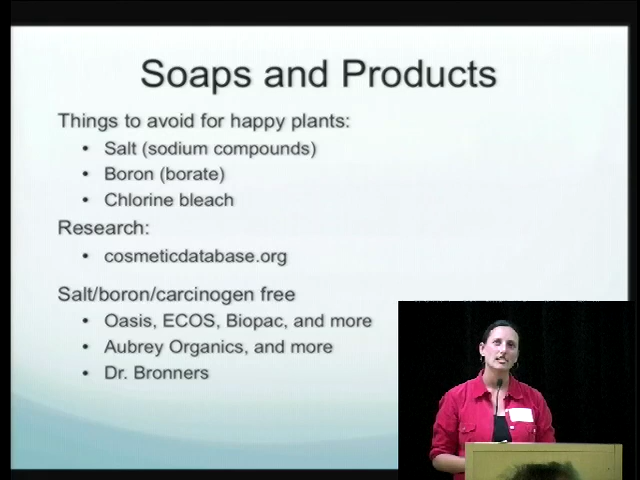 Soaps and Products
Things to avoid for happy plants:
• Salt (sodium compounds)
• Boron (borate)
• Chlorine bleach
Research:
• cosmeticdatabase.org
Salt/boron/carcinogen free
• Oasis, ECOS, Biopac, and more
• Aubrey Organics, and more
• Dr. Bronners